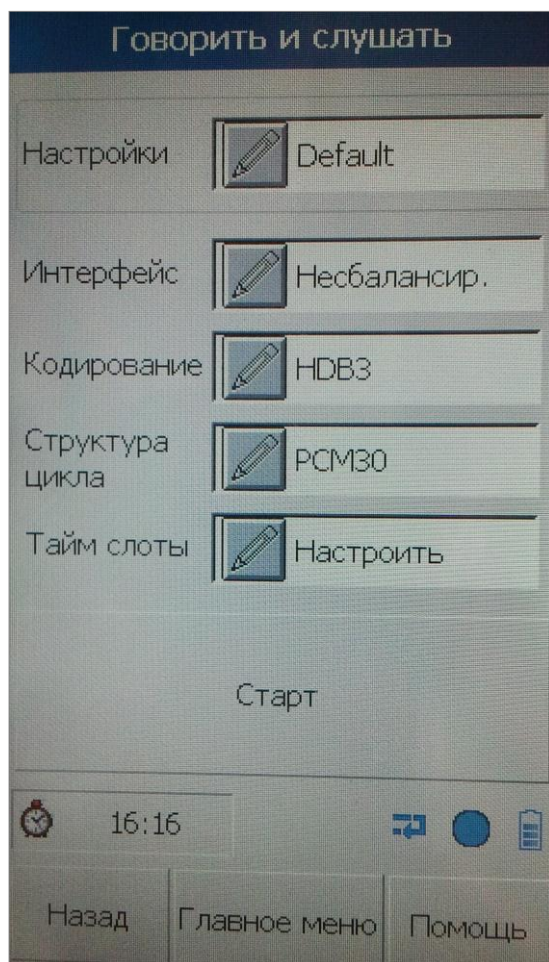 Говорить и слушать
Настройки Default
Интерфейс Несбалансир.
Кодирование HDB3
Структура
цикла PCM30
Тайм слоты Настроить
Старт
16:16
Назад Главное меню Помощь